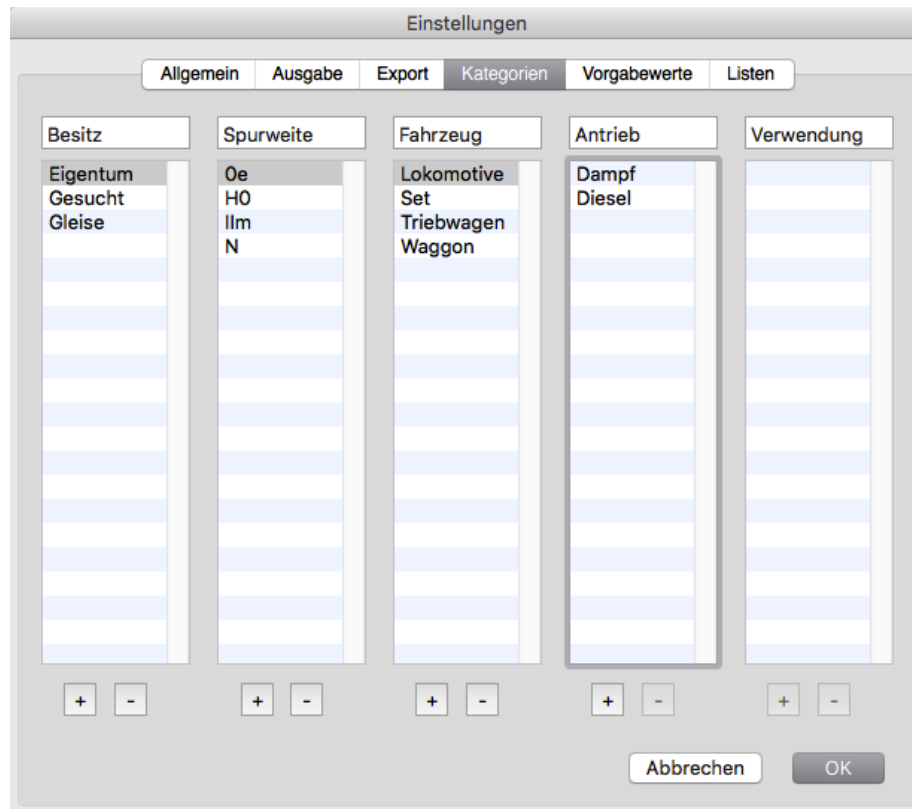 Einstellungen
Allgemein Ausgabe Export Kategorien Vorgabewerte Listen
Besitz Spurweite Fahrzeug Antrieb Verwendung
Eigentum 0e Lokomotive Dampf
Gesucht H0 Set Diesel
Gleise IIm Triebwagen
N Waggon
+ - + - + - + - + -
Abbrechen OK